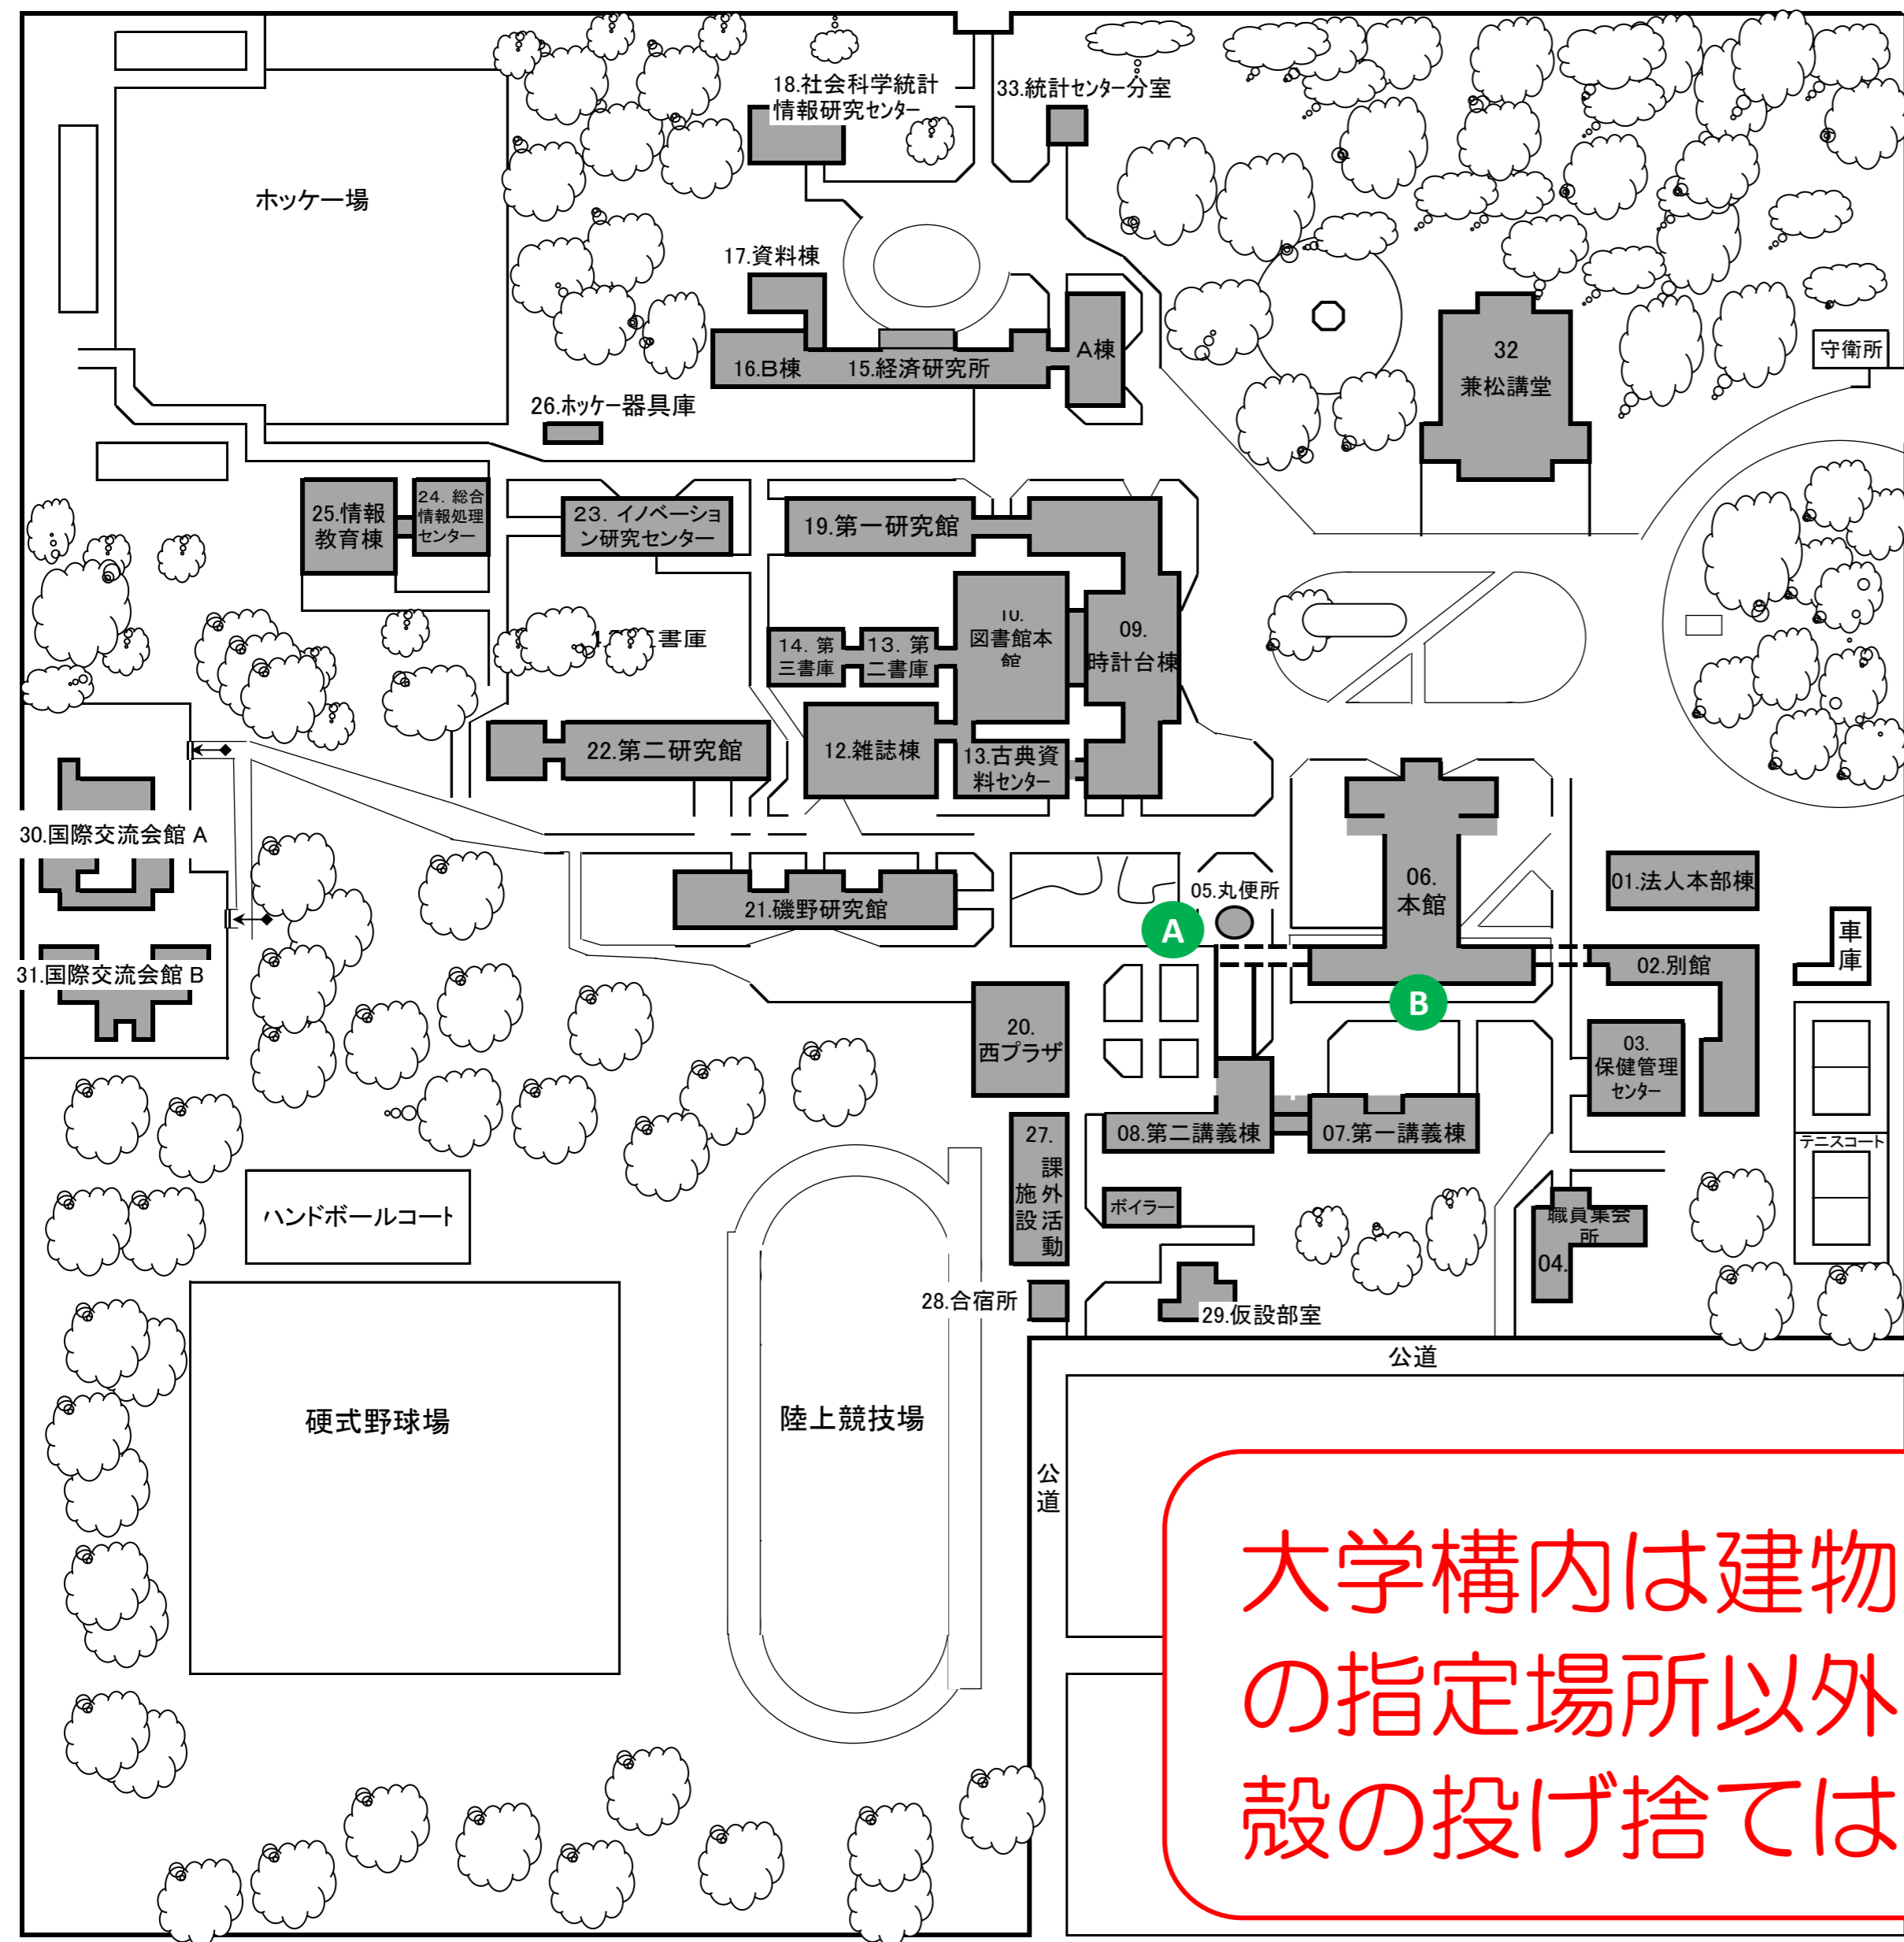 18.社会科学統計
情報研究センター
33.統計センター分室
ホッケー場
17.資料棟
16.B棟
15.経済研究所
A棟
32
兼松講堂
守衛所
26.ホッケー器具庫
25.情報
教育棟
24. 総合
情報処理
センター
23. イノベーショ
ン研究センター
19.第一研究館
10.
図書館本
館
09.
時計台棟
書庫
14. 第
三書庫
13. 第
二書庫
22.第二研究館
12.雑誌棟
13.古典資
料センター
30.国際交流会館 A
21.磯野研究館
05.丸便所
06.
本館
01.法人本部棟
A
車
庫
31.国際交流会館 B
02.別館
B
20.
西プラザ
03.
保健管理
センター
27.
課外活動
施設
08.第二講義棟
07.第一講義棟
テニスコート
ハンドボールコート
ボイラー
職員集会
所
04.
28.合宿所
29.仮設部室
公道
硬式野球場
陸上競技場
公
道
大学構内は建物
の指定場所以外
殻の投げ捨ては